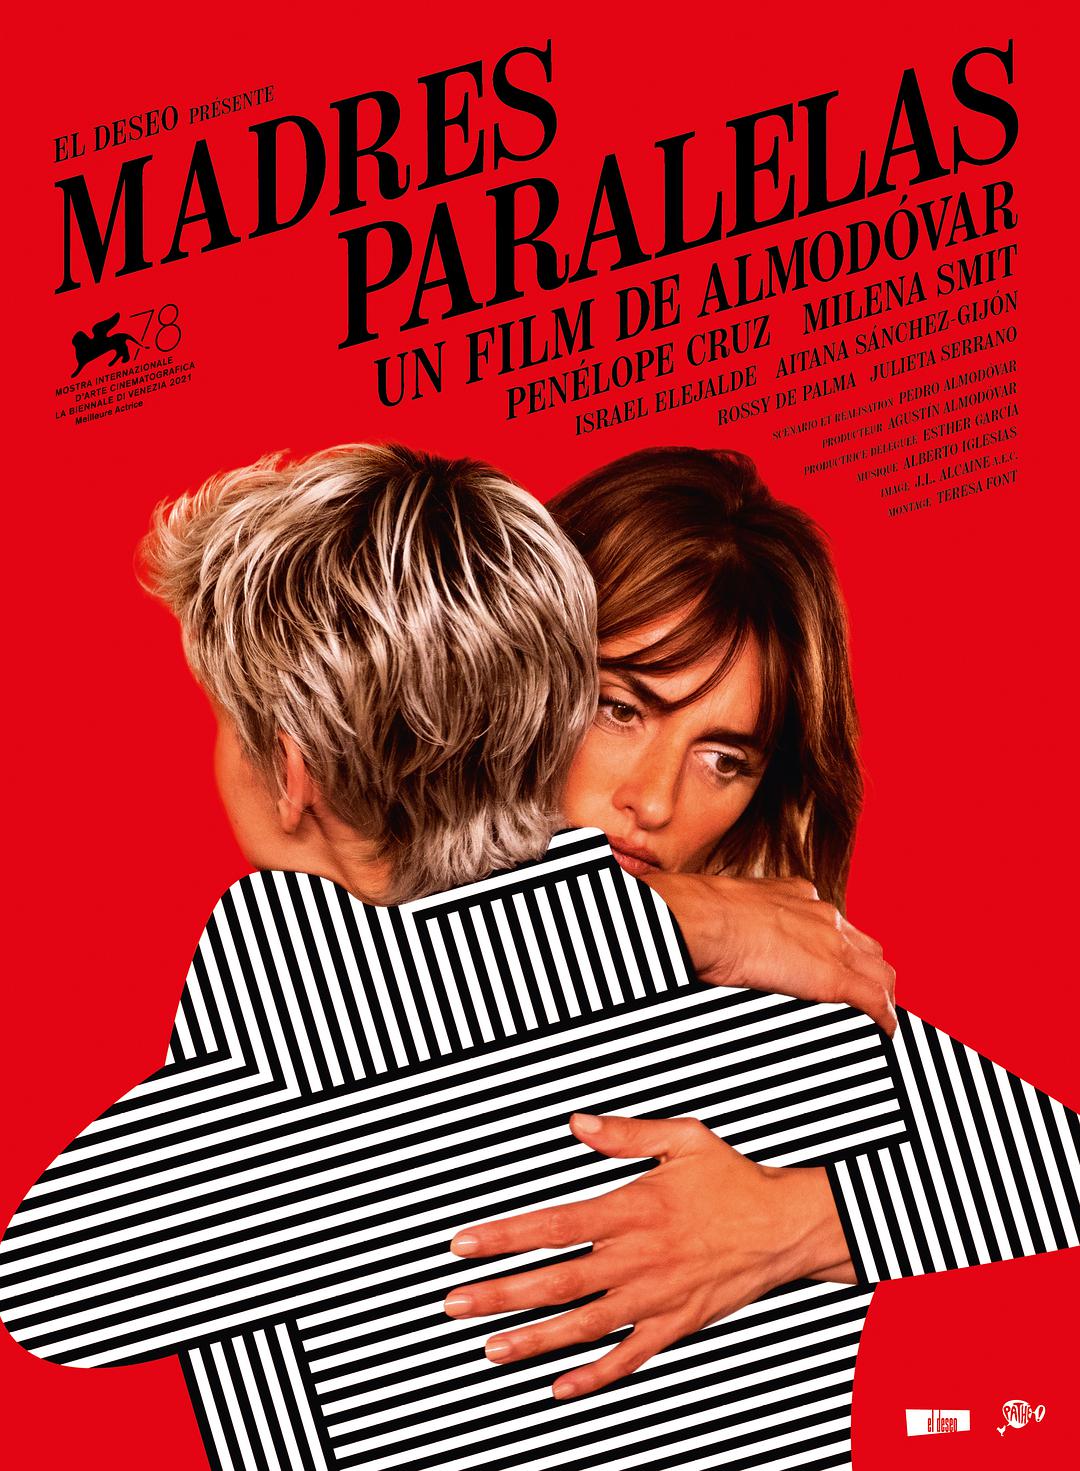 EL DESEO PRÉSENTE
MADRES
PARALELAS
UN FILM DE ALMODÓVAR
PENÉLOPE CRUZ MILENA SMIT
ISRAEL ELEJALDE AITANA SÁNCHEZ-GIJÓN
ROSSY DE PALMA JULIETA SERRANO
SCENARIO ET RÉALISATION PEDRO ALMODÓVAR
PRODUCTEUR AGUSTÍN ALMODÓVAR
PRODUCTRICE DÉLÉGUÉE ESTHER GARCÍA
MUSIQUE ALBERTO IGLESIAS
IMAGE J.L. ALCAINE A.E.C.
MONTAGE TERESA FONT
78
MOSTRA INTERNAZIONALE
D'ARTE CINEMATOGRAFICA
LA BIENNALE DI VENEZIA 2021
Meilleure Actrice
el deseo
PATHÉ